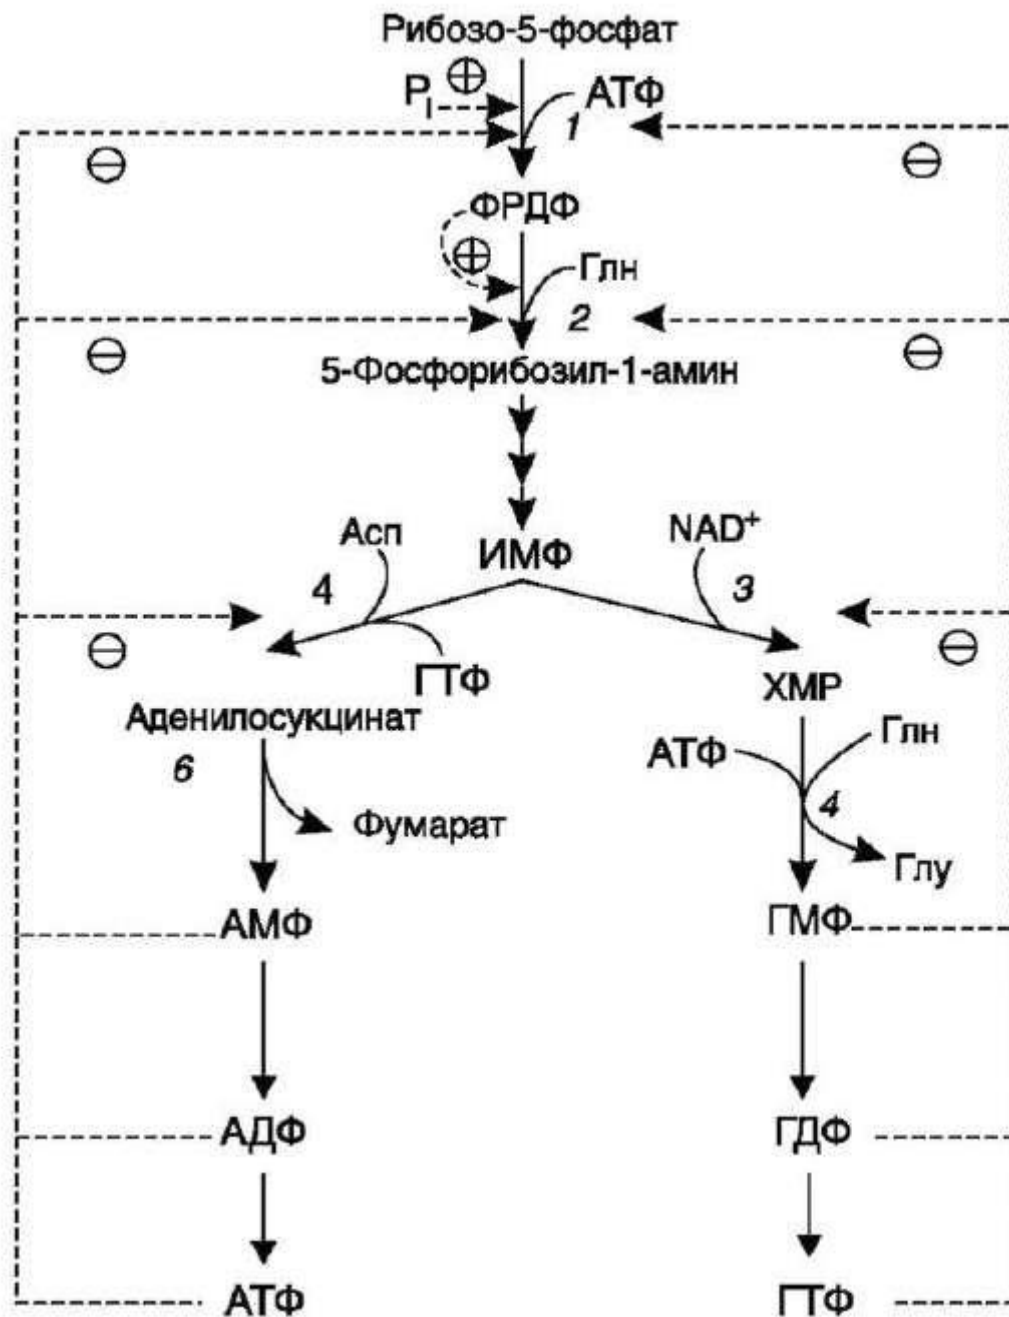 Рибозо-5-фосфат
⊕
Pi
АТФ
1
⊖
⊖
ФРДФ
⊕
Глн
2
⊖
⊖
5-Фосфорибозил-1-амин
Асп
ИМФ
NAD⁺
4
3
⊖
⊖
ГТФ
ХМР
Аденилосукцинат
6
АТФ
Глн
4
Фумарат
Глу
АМФ
ГМФ
АДФ
ГДФ
АТФ
ГТФ